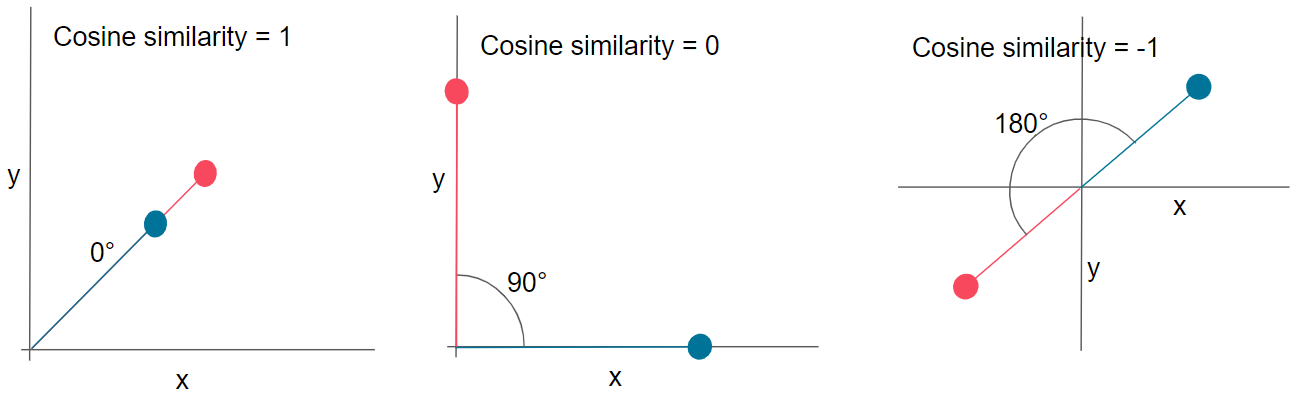 Cosine similarity = 1
y
0°
x
Cosine similarity = 0
y
90°
x
Cosine similarity = -1
180°
x
y